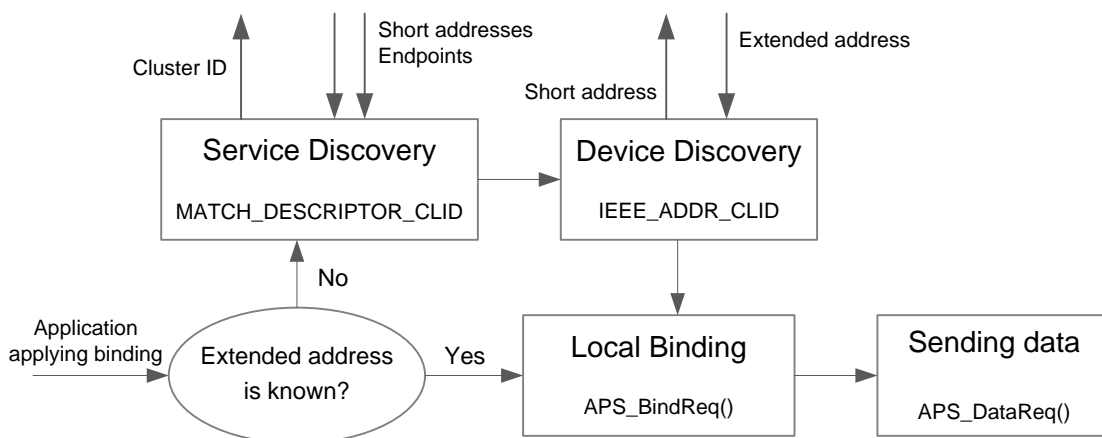 Cluster ID
Short addresses
Endpoints
Short address
Extended address
Service Discovery
MATCH_DESCRIPTOR_CLID
Device Discovery
IEEE_ADDR_CLID
No
Application
applying binding
Extended address
is known?
Yes
Local Binding
APS_BindReq()
Sending data
APS_DataReq()